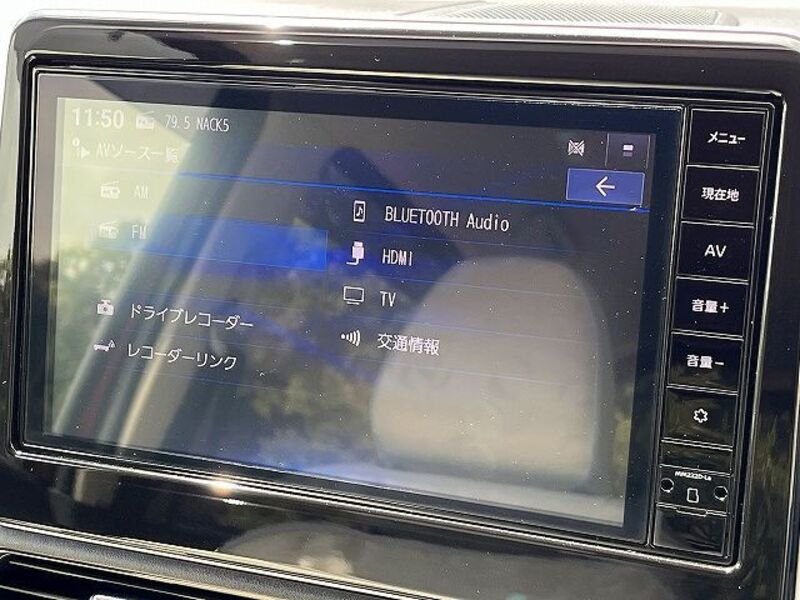 11:50 79.5 NACK5
AVソース一覧
AM
FM
ドライブレコーダー
レコーダーリンク
BLUETOOTH Audio
HDMI
TV
交通情報
メニュー
現在地
AV
音量+
音量-
MM222D-Le